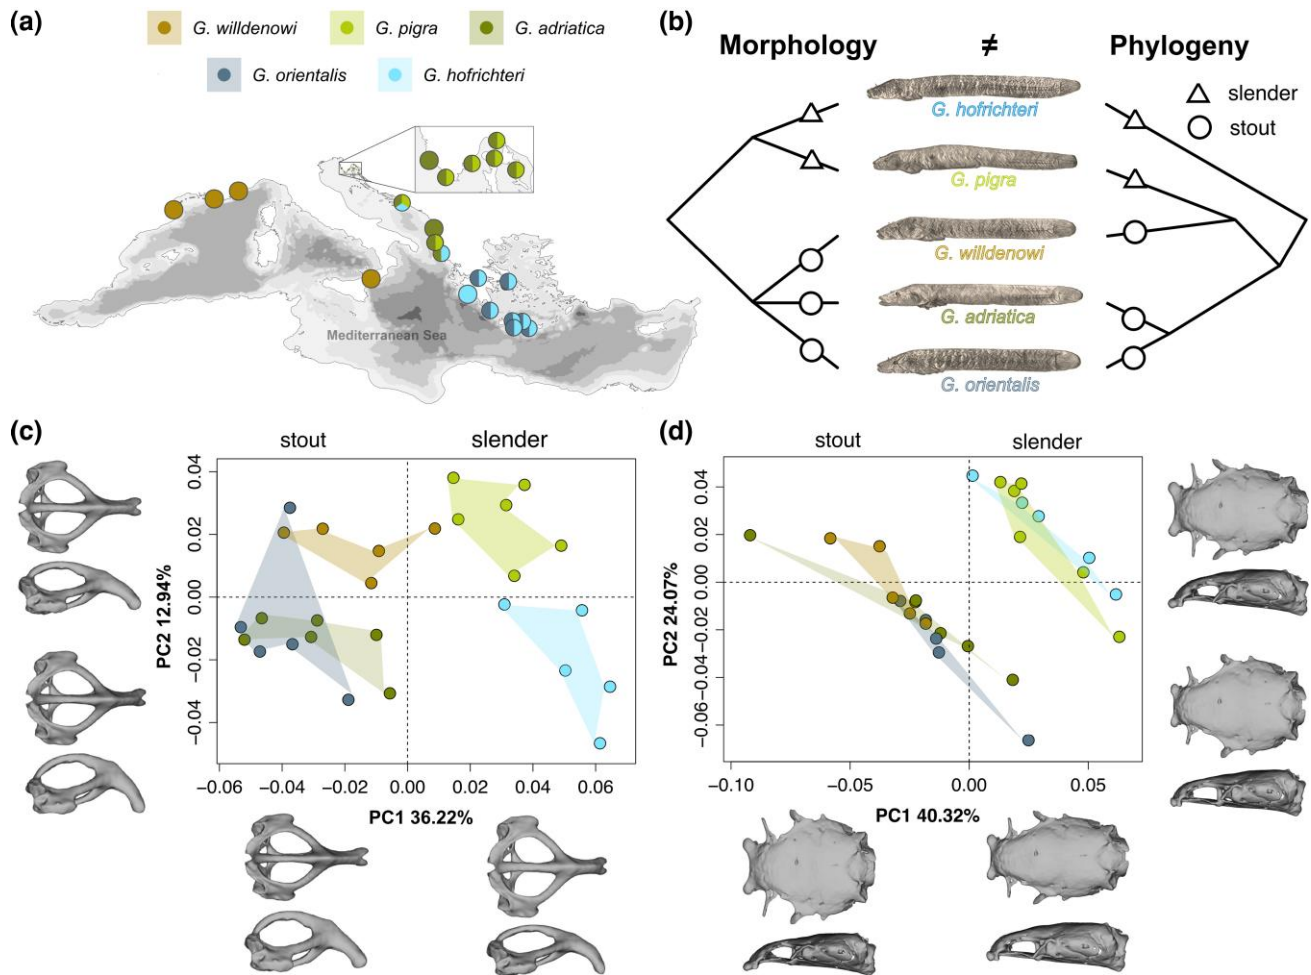 (a)
G. willdenowi G. pigra G. adriatica
G. orientalis G. hofrichteri
Mediterranean Sea
(b)
Morphology ≠ Phylogeny
slender
stout
G. hofrichteri
G. pigra
G. willdenowi
G. adriatica
G. orientalis
(c)
stout slender
PC2 12.94%
0.04
0.02
0.00
−0.02
−0.04
−0.06 −0.04 −0.02 0.00 0.02 0.04 0.06
PC1 36.22%
(d)
stout slender
PC2 24.07%
0.04
0.02
0.00
−0.02
−0.04
−0.06
−0.10 −0.05 0.00 0.05
PC1 40.32%